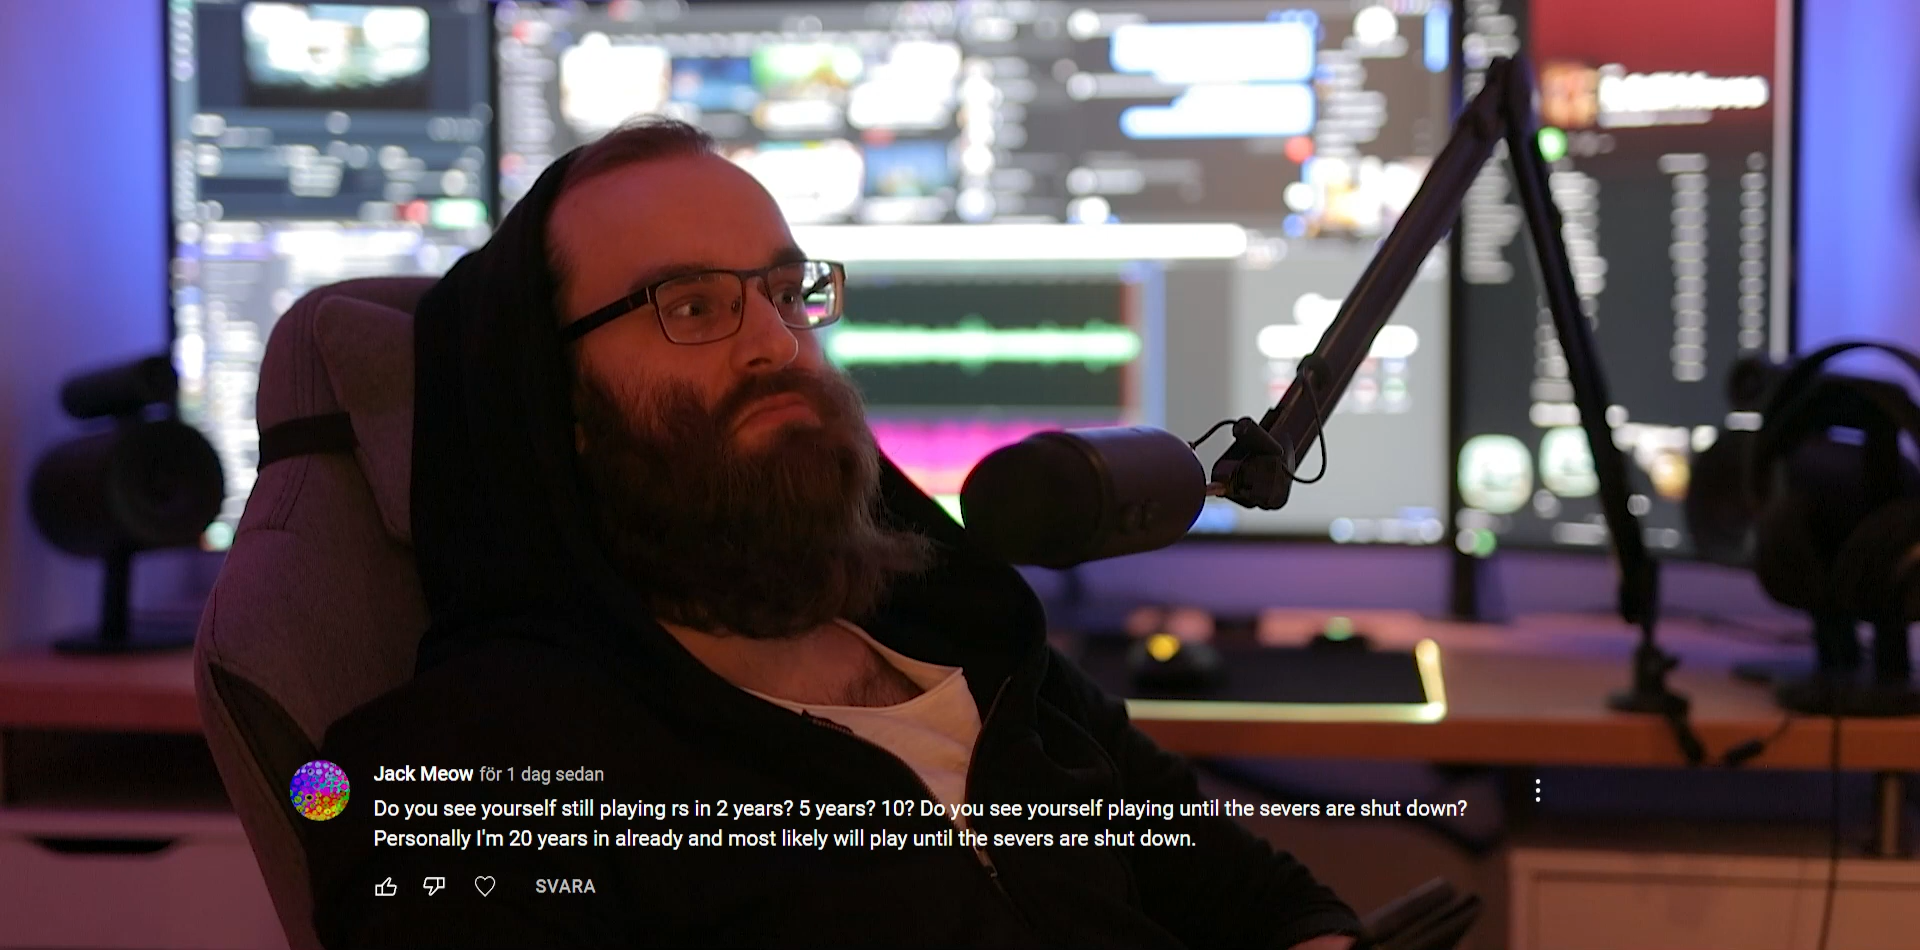 Jack Meow för 1 dag sedan
Do you see yourself still playing rs in 2 years? 5 years? 10? Do you see yourself playing until the severs are shut down?
Personally I'm 20 years in already and most likely will play until the severs are shut down.
SVARA